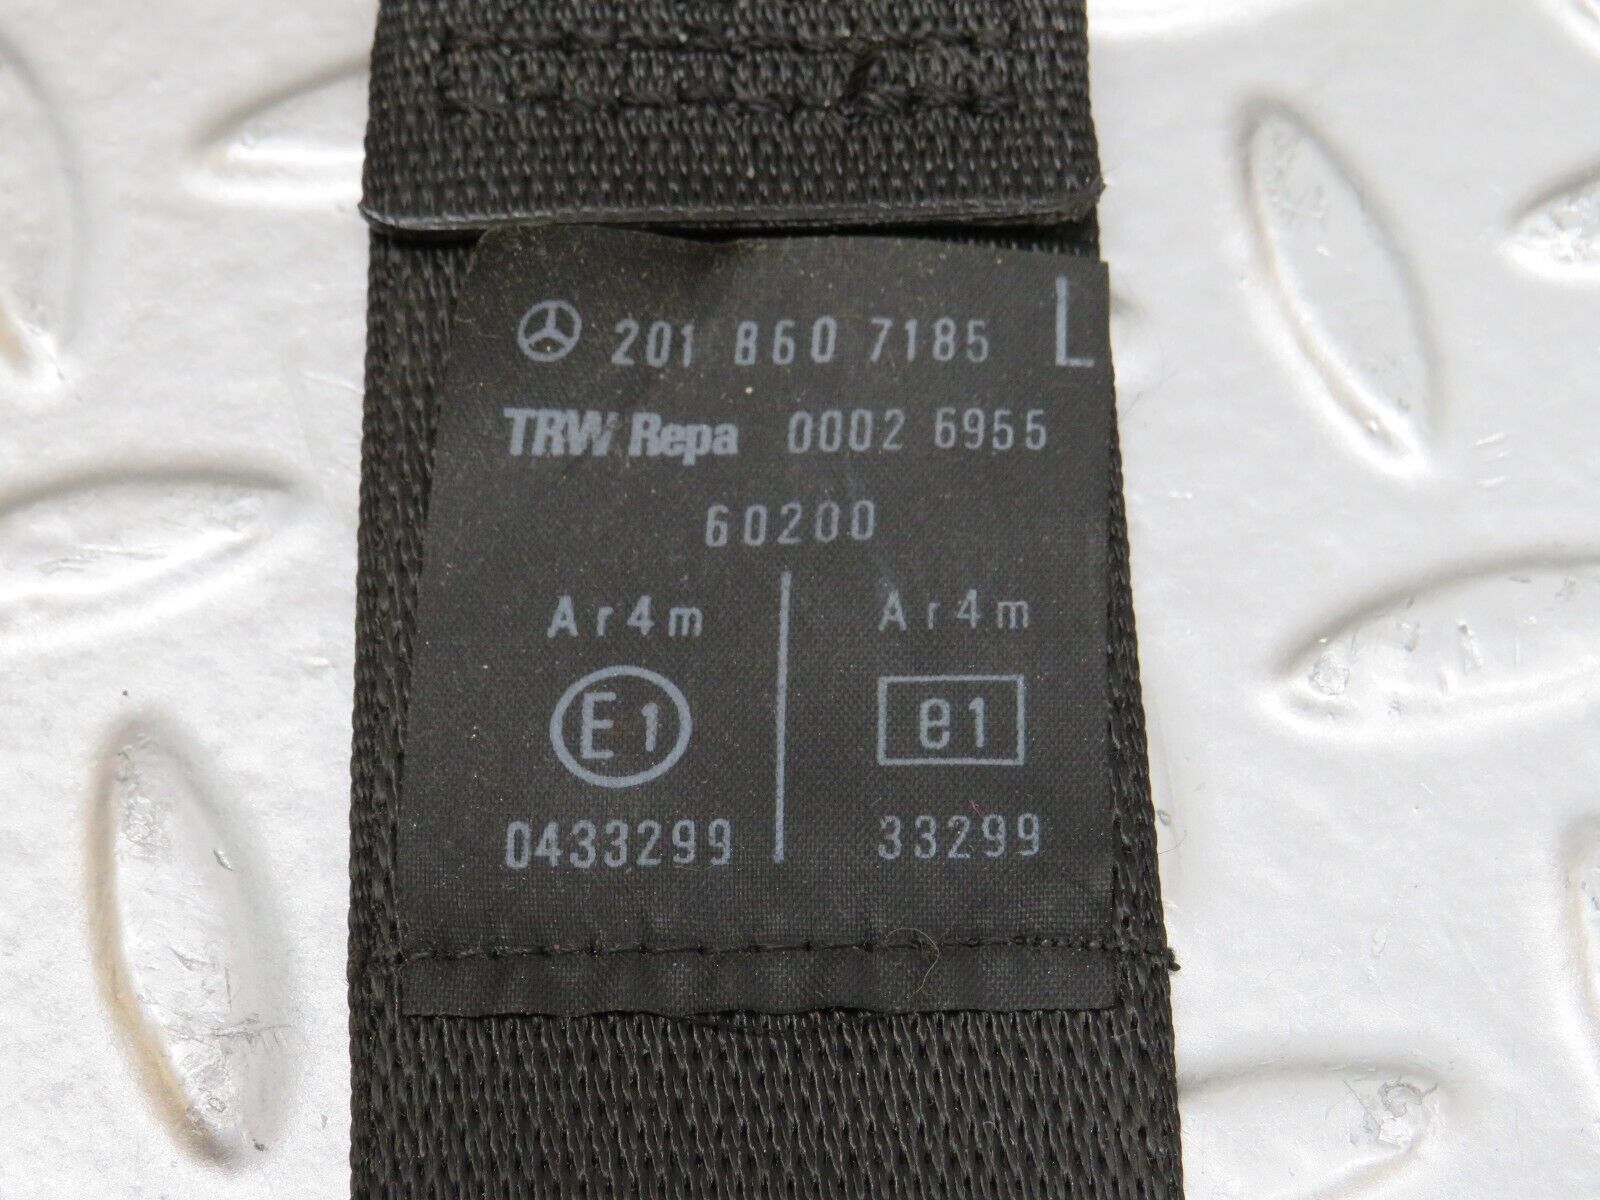 201 860 7185 L
TRW Repa 0002 6955
60200
Ar4m Ar4m
E1 e1
0433299 33299